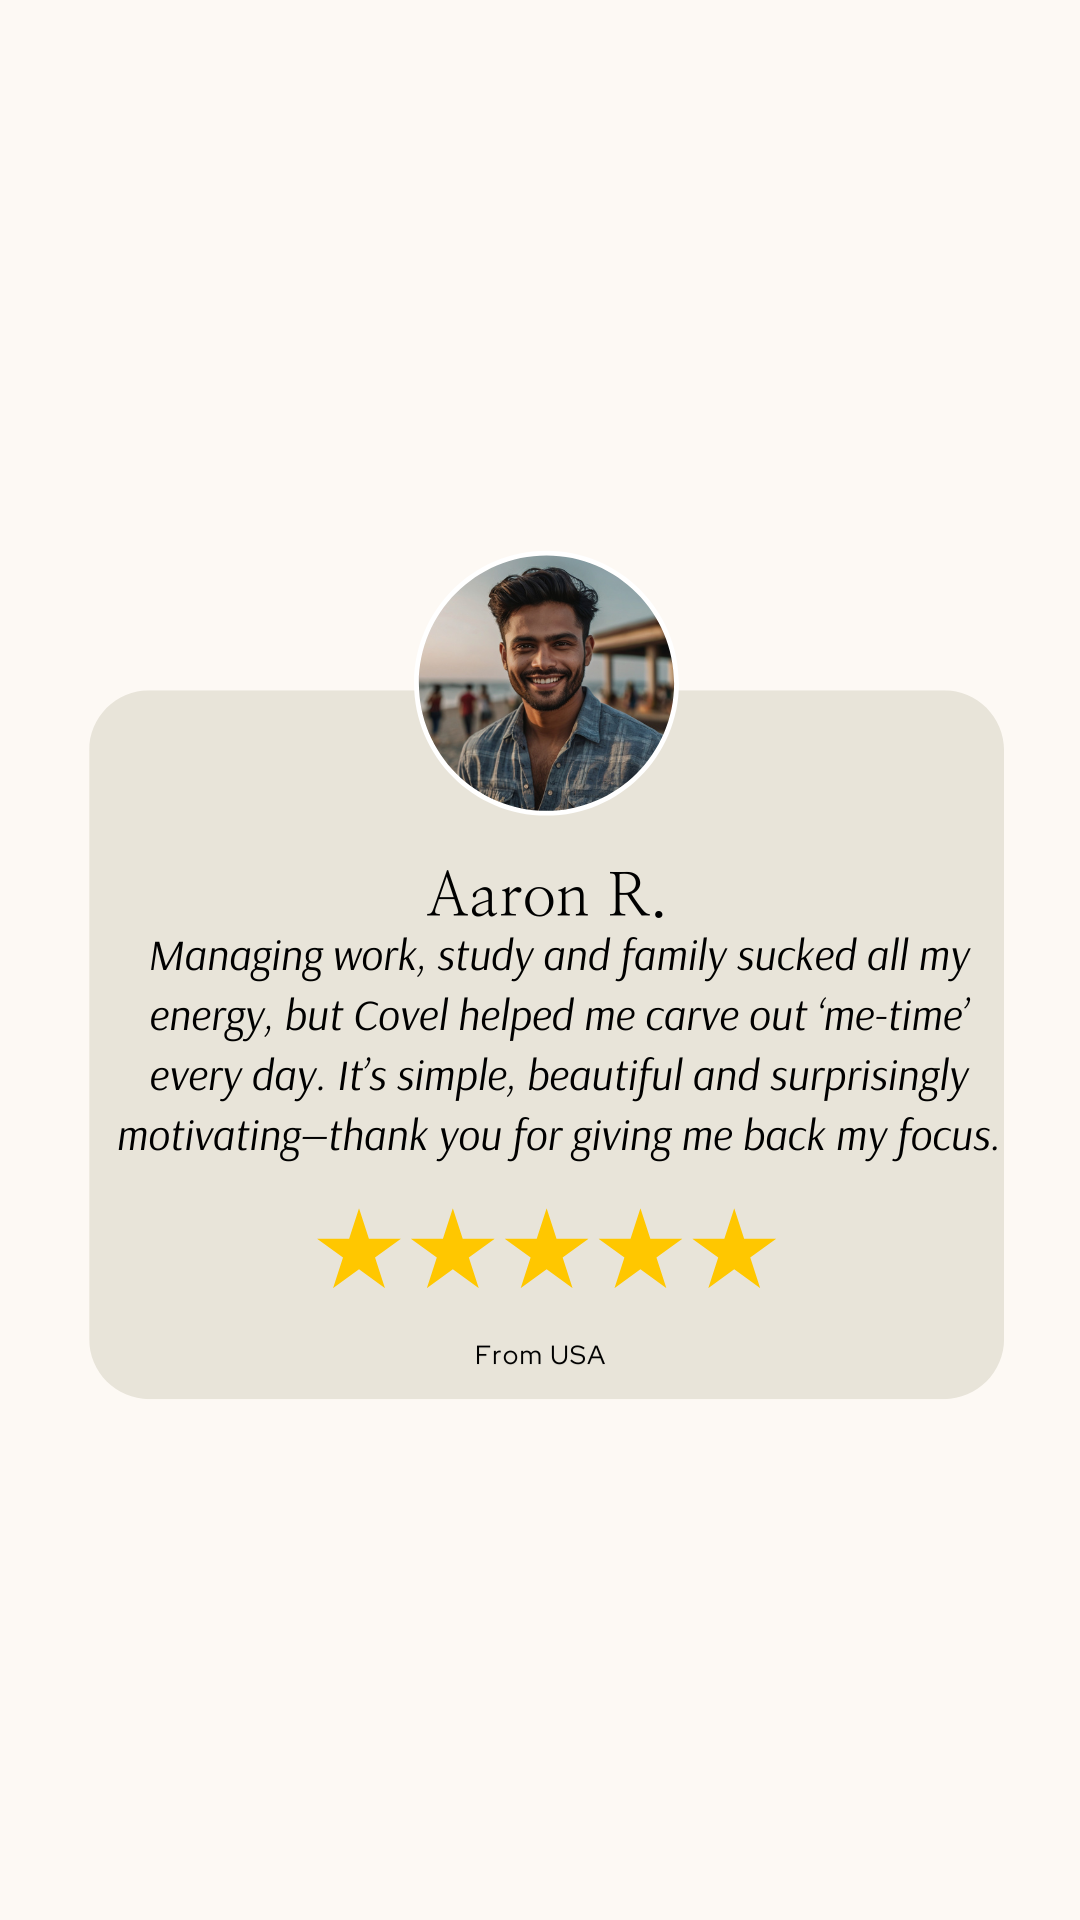 Aaron R.
Managing work, study and family sucked all my
energy, but Covel helped me carve out ‘me-time’
every day. It’s simple, beautiful and surprisingly
motivating—thank you for giving me back my focus.
From USA